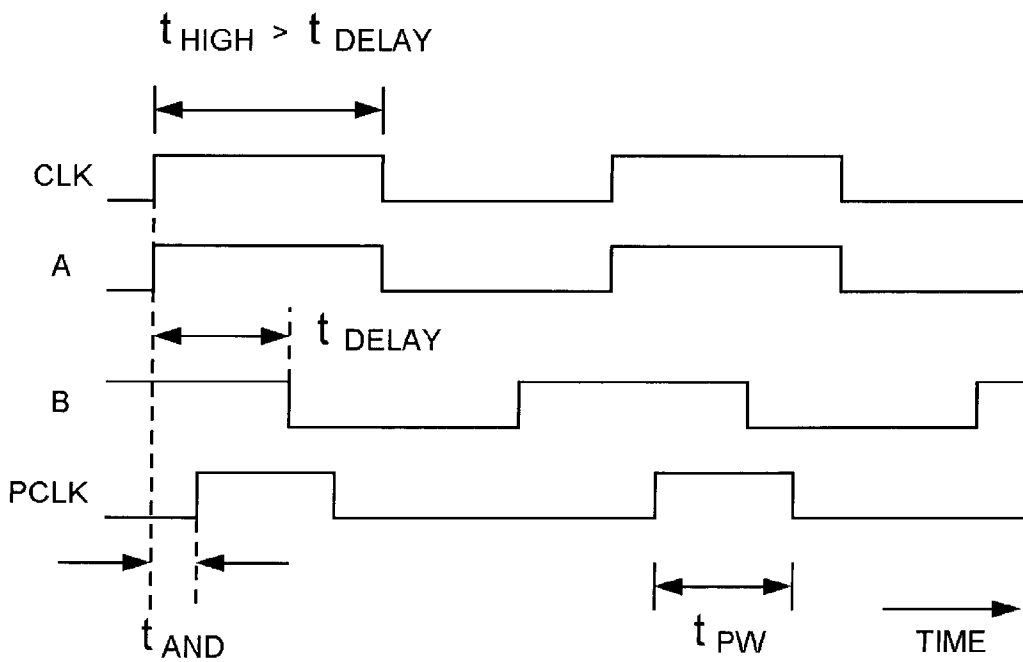 t HIGH > t DELAY
CLK
A
t DELAY
B
PCLK
t AND
t PW
TIME